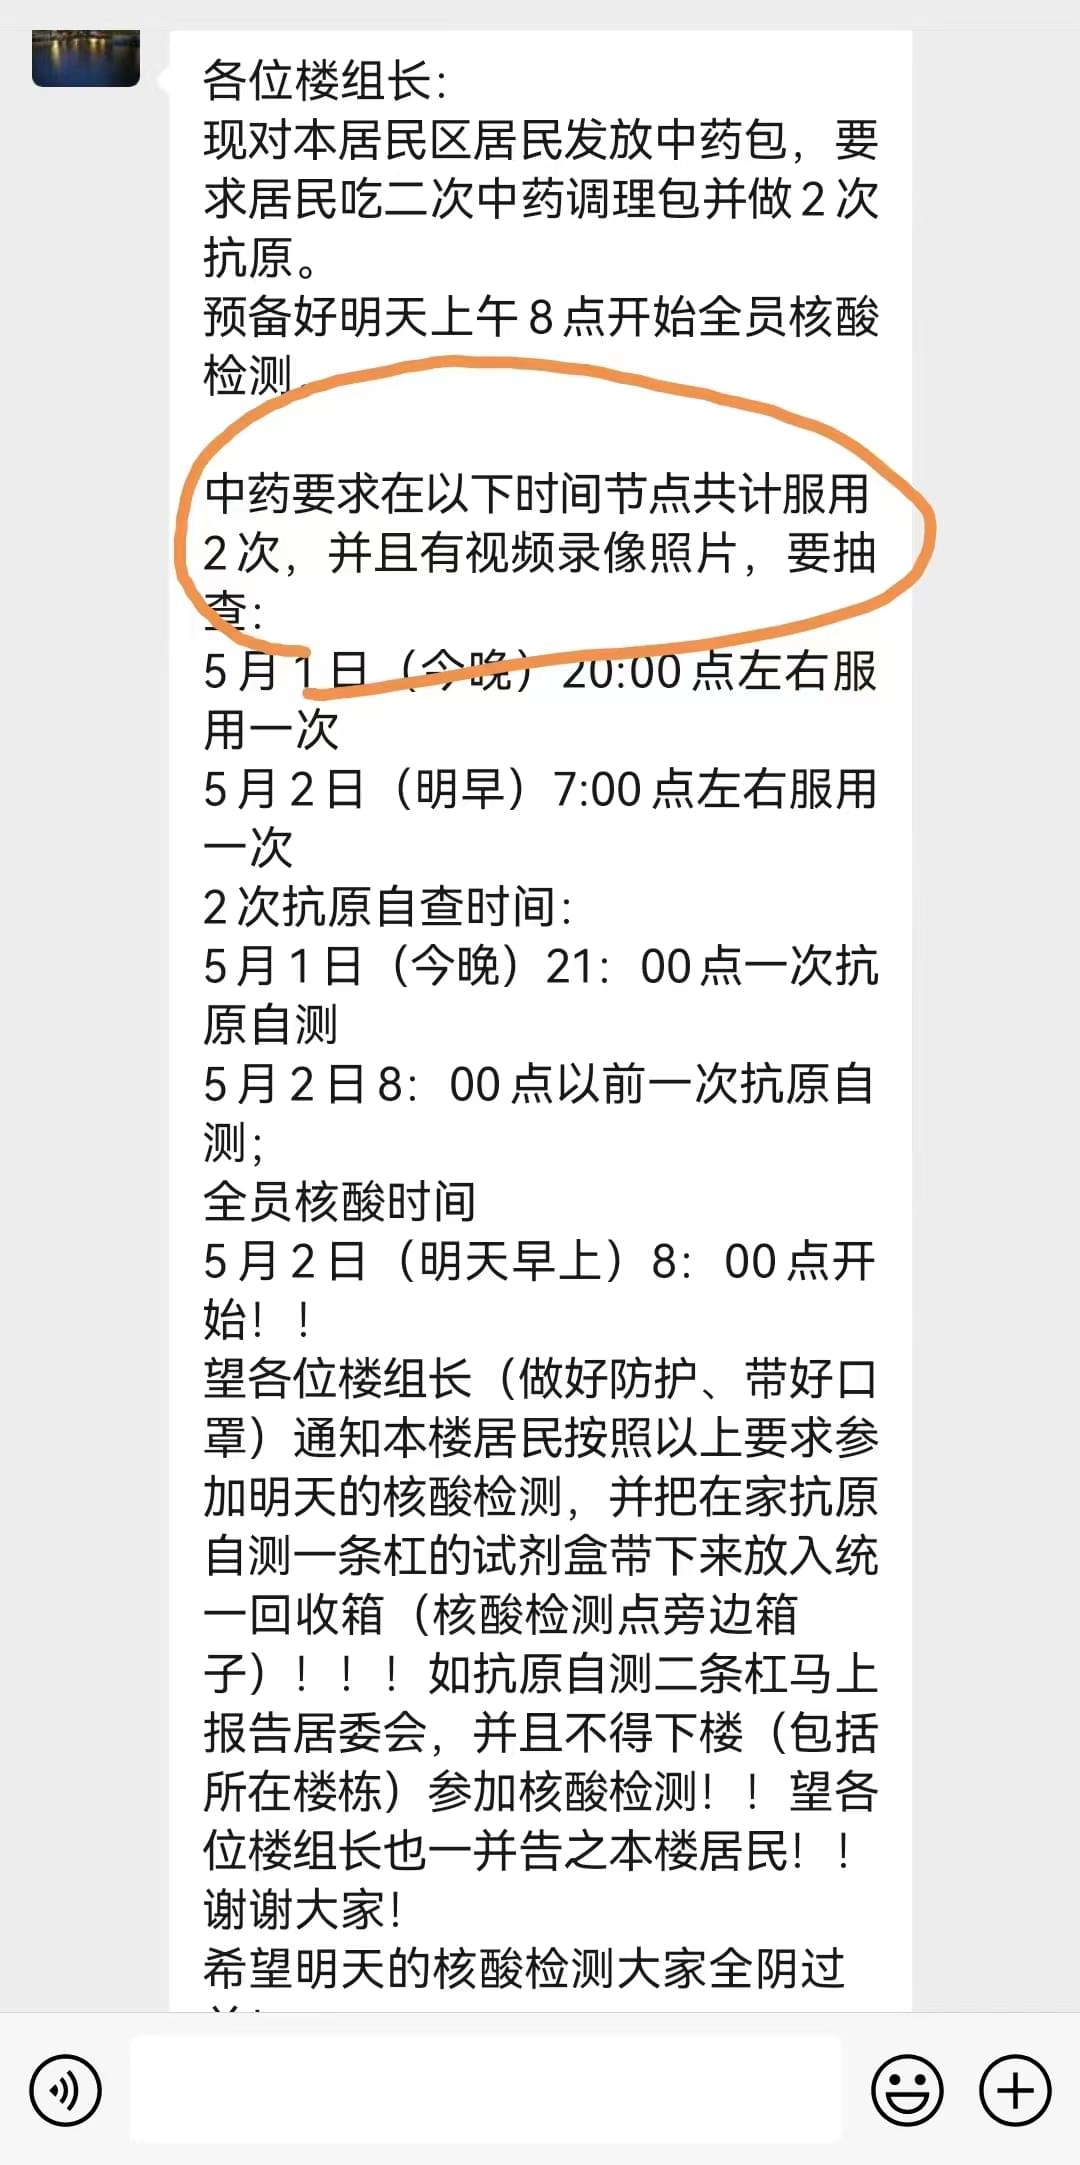 各位楼组长：
现对本居民区居民发放中药包，要
求居民吃二次中药调理包并做2次
抗原。
预备好明天上午8点开始全员核酸
检测。
中药要求在以下时间节点共计服用
2次，并且有视频录像照片，要抽
查：
5月1日（今晚）20:00点左右服
用一次
5月2日（明早）7:00点左右服用
一次
2次抗原自查时间：
5月1日（今晚）21：00点一次抗
原自测
5月2日8：00点以前一次抗原自
测；
全员核酸时间
5月2日（明天早上）8：00点开
始！！
望各位楼组长（做好防护、带好口
罩）通知本楼居民按照以上要求参
加明天的核酸检测，并把在家抗原
自测一条杠的试剂盒带下来放入统
一回收箱（核酸检测点旁边箱
子）！！！如抗原自测二条杠马上
报告居委会，并且不得下楼（包括
所在楼栋）参加核酸检测！！望各
位楼组长也一并告之本楼居民！！
谢谢大家！
希望明天的核酸检测大家全阴过